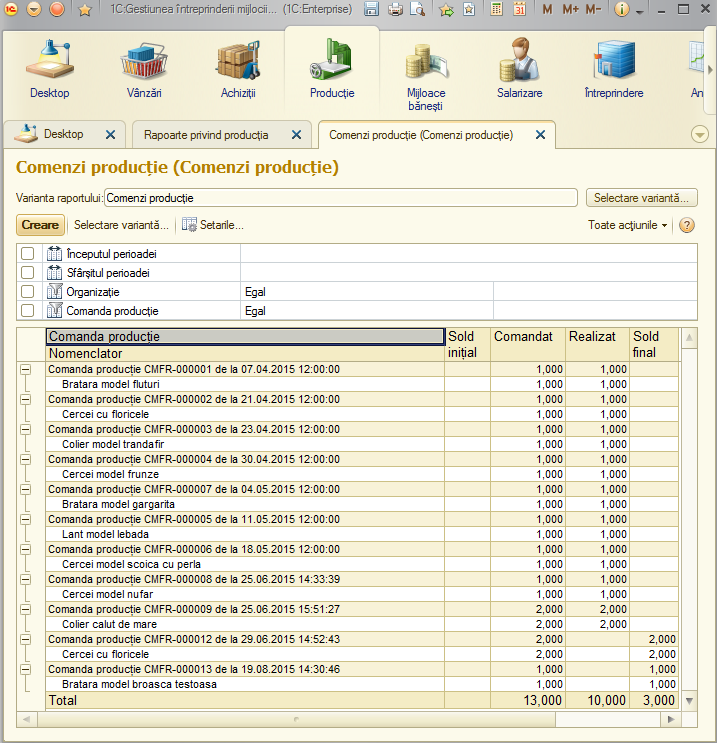 1C:Gestiunea întreprinderii mijloci... (1C:Enterprise)
M M+ M-
Desktop
Vânzări
Achiziții
Producție
Mijloace bănești
Salarizare
Întreprindere
An
Desktop
Rapoarte privind producția
Comenzi producție (Comenzi producție)
Comenzi producție (Comenzi producție)
Varianta raportului: Comenzi producție Selectare variantă...
Creare Selectare variantă... Setarile... Toate acțiunile
Începutul perioadei
Sfârșitul perioadei
Organizație Egal
Comanda producție Egal
Comanda producție Sold inițial Comandat Realizat Sold final
Nomenclator
Comanda producție CMFR-000001 de la 07.04.2015 12:00:00 1,000 1,000
Bratara model fluturi 1,000 1,000
Comanda producție CMFR-000002 de la 21.04.2015 12:00:00 1,000 1,000
Cercei cu floricele 1,000 1,000
Comanda producție CMFR-000003 de la 23.04.2015 12:00:00 1,000 1,000
Colier model trandafir 1,000 1,000
Comanda producție CMFR-000004 de la 30.04.2015 12:00:00 1,000 1,000
Cercei model frunze 1,000 1,000
Comanda producție CMFR-000007 de la 04.05.2015 12:00:00 1,000 1,000
Bratara model gargarita 1,000 1,000
Comanda producție CMFR-000005 de la 11.05.2015 12:00:00 1,000 1,000
Lant model lebada 1,000 1,000
Comanda producție CMFR-000006 de la 18.05.2015 12:00:00 1,000 1,000
Cercei model scoica cu perla 1,000 1,000
Comanda producție CMFR-000008 de la 25.06.2015 14:33:39 1,000 1,000
Cercei model nufar 1,000 1,000
Comanda producție CMFR-000009 de la 25.06.2015 15:51:27 2,000 2,000
Colier calut de mare 2,000 2,000
Comanda producție CMFR-000012 de la 29.06.2015 14:52:43 2,000 2,000
Cercei cu floricele 2,000 2,000
Comanda producție CMFR-000013 de la 19.08.2015 14:30:46 1,000 1,000
Bratara model broasca testoasa 1,000 1,000
Total 13,000 10,000 3,000